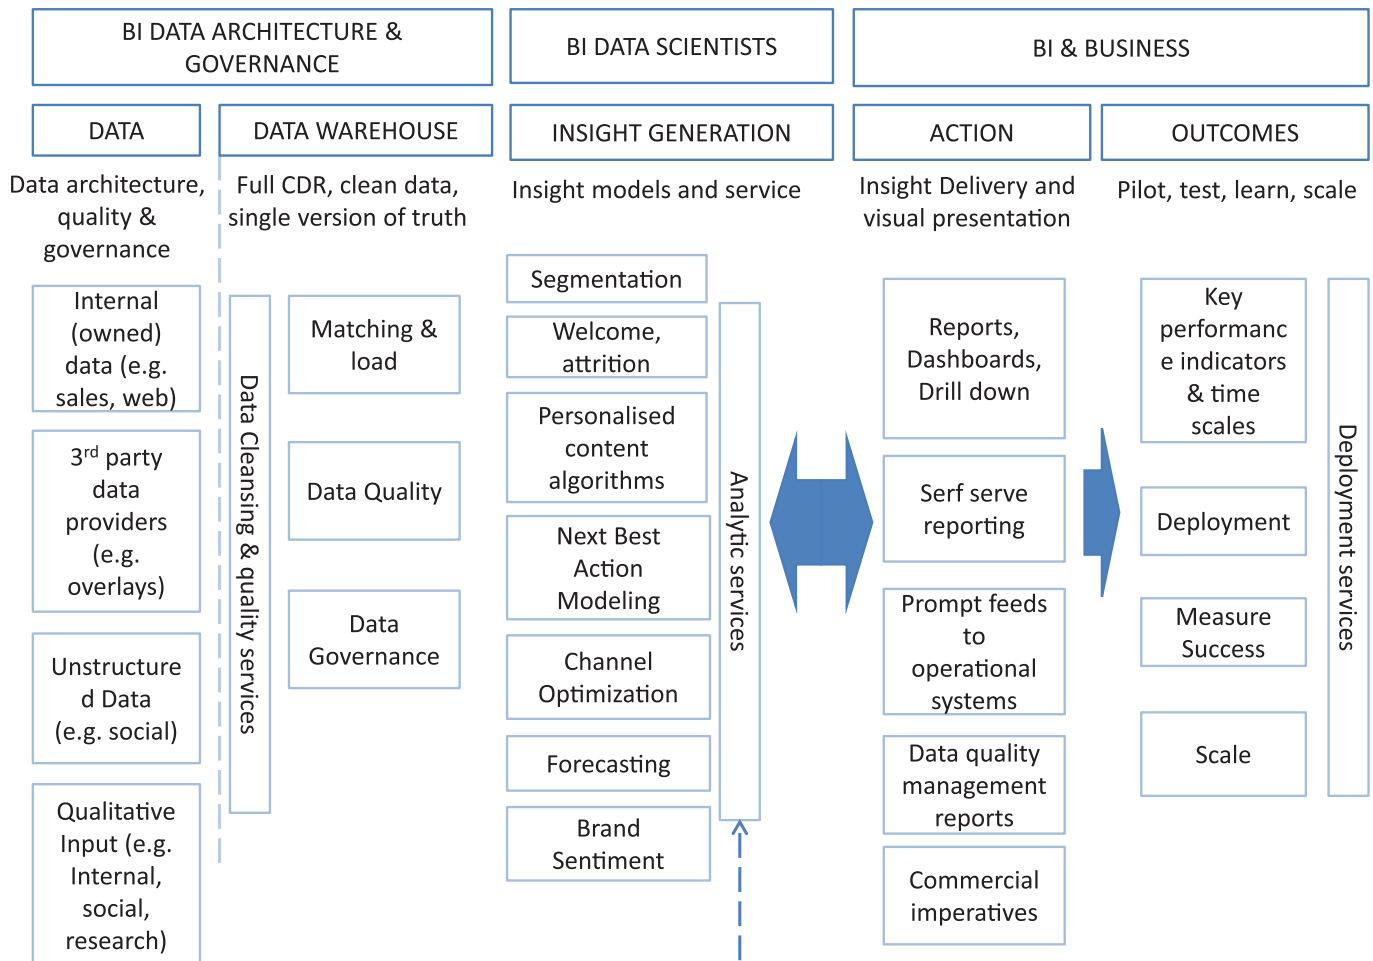 BI DATA ARCHITECTURE &
GOVERNANCE
BI DATA SCIENTISTS
BI & BUSINESS
DATA
DATA WAREHOUSE
INSIGHT GENERATION
ACTION
OUTCOMES
Data architecture,
quality &
governance
Full CDR, clean data,
single version of truth
Insight models and service
Insight Delivery and
visual presentation
Pilot, test, learn, scale
Internal
(owned)
data (e.g.
sales, web)
3rd party
data
providers
(e.g.
overlays)
Unstructure
d Data
(e.g. social)
Qualitative
Input (e.g.
Internal,
social,
research)
Data Cleansing & quality services
Matching &
load
Data Quality
Data
Governance
Segmentation
Welcome,
attrition
Personalised
content
algorithms
Next Best
Action
Modeling
Channel
Optimization
Forecasting
Brand
Sentiment
Analytic services
Reports,
Dashboards,
Drill down
Serf serve
reporting
Prompt feeds
to
operational
systems
Data quality
management
reports
Commercial
imperatives
Key
performanc
e indicators
& time
scales
Deployment
Measure
Success
Scale
Deployment services